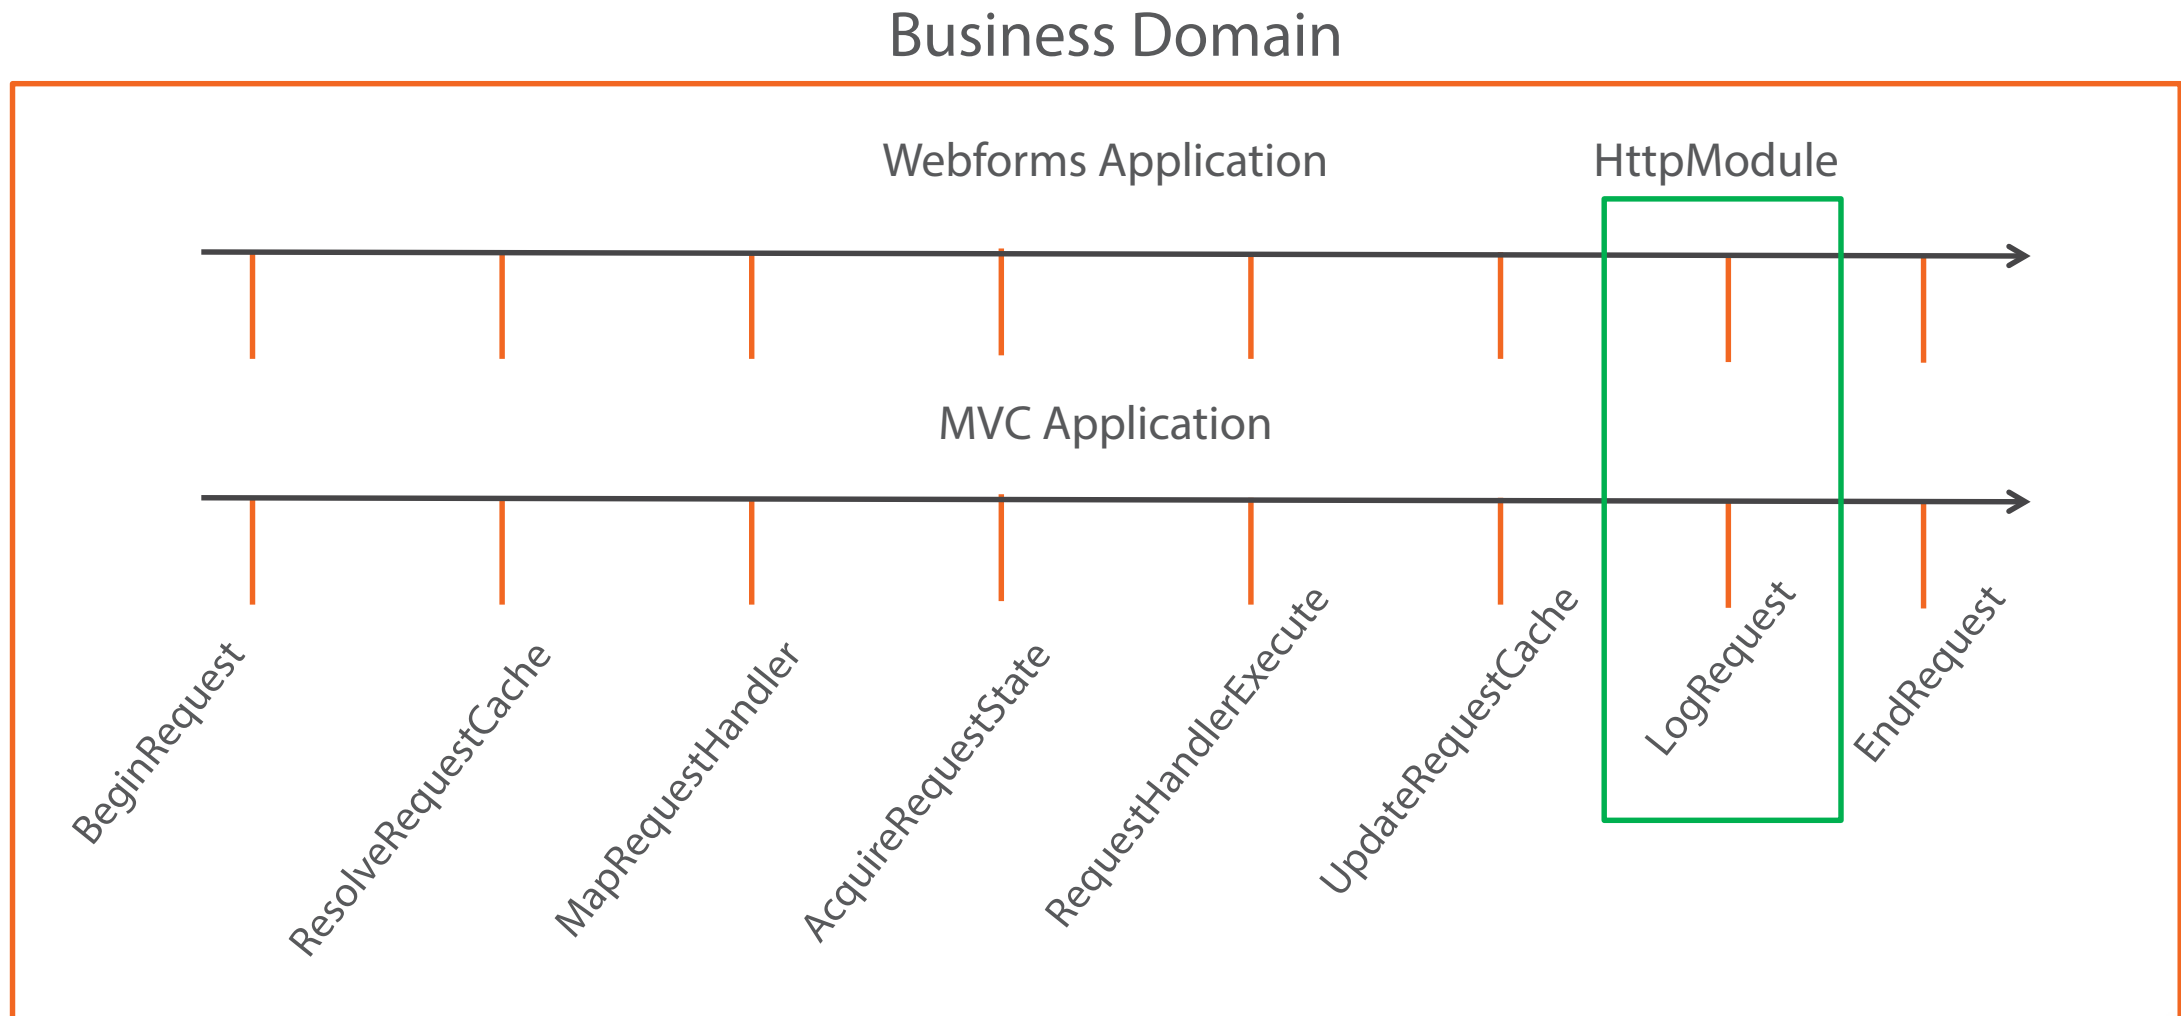 Business Domain
Webforms Application
HttpModule
MVC Application
BeginRequest
ResolveRequestCache
MapRequestHandler
AcquireRequestState
RequestHandlerExecute
UpdateRequestCache
LogRequest
EndRequest